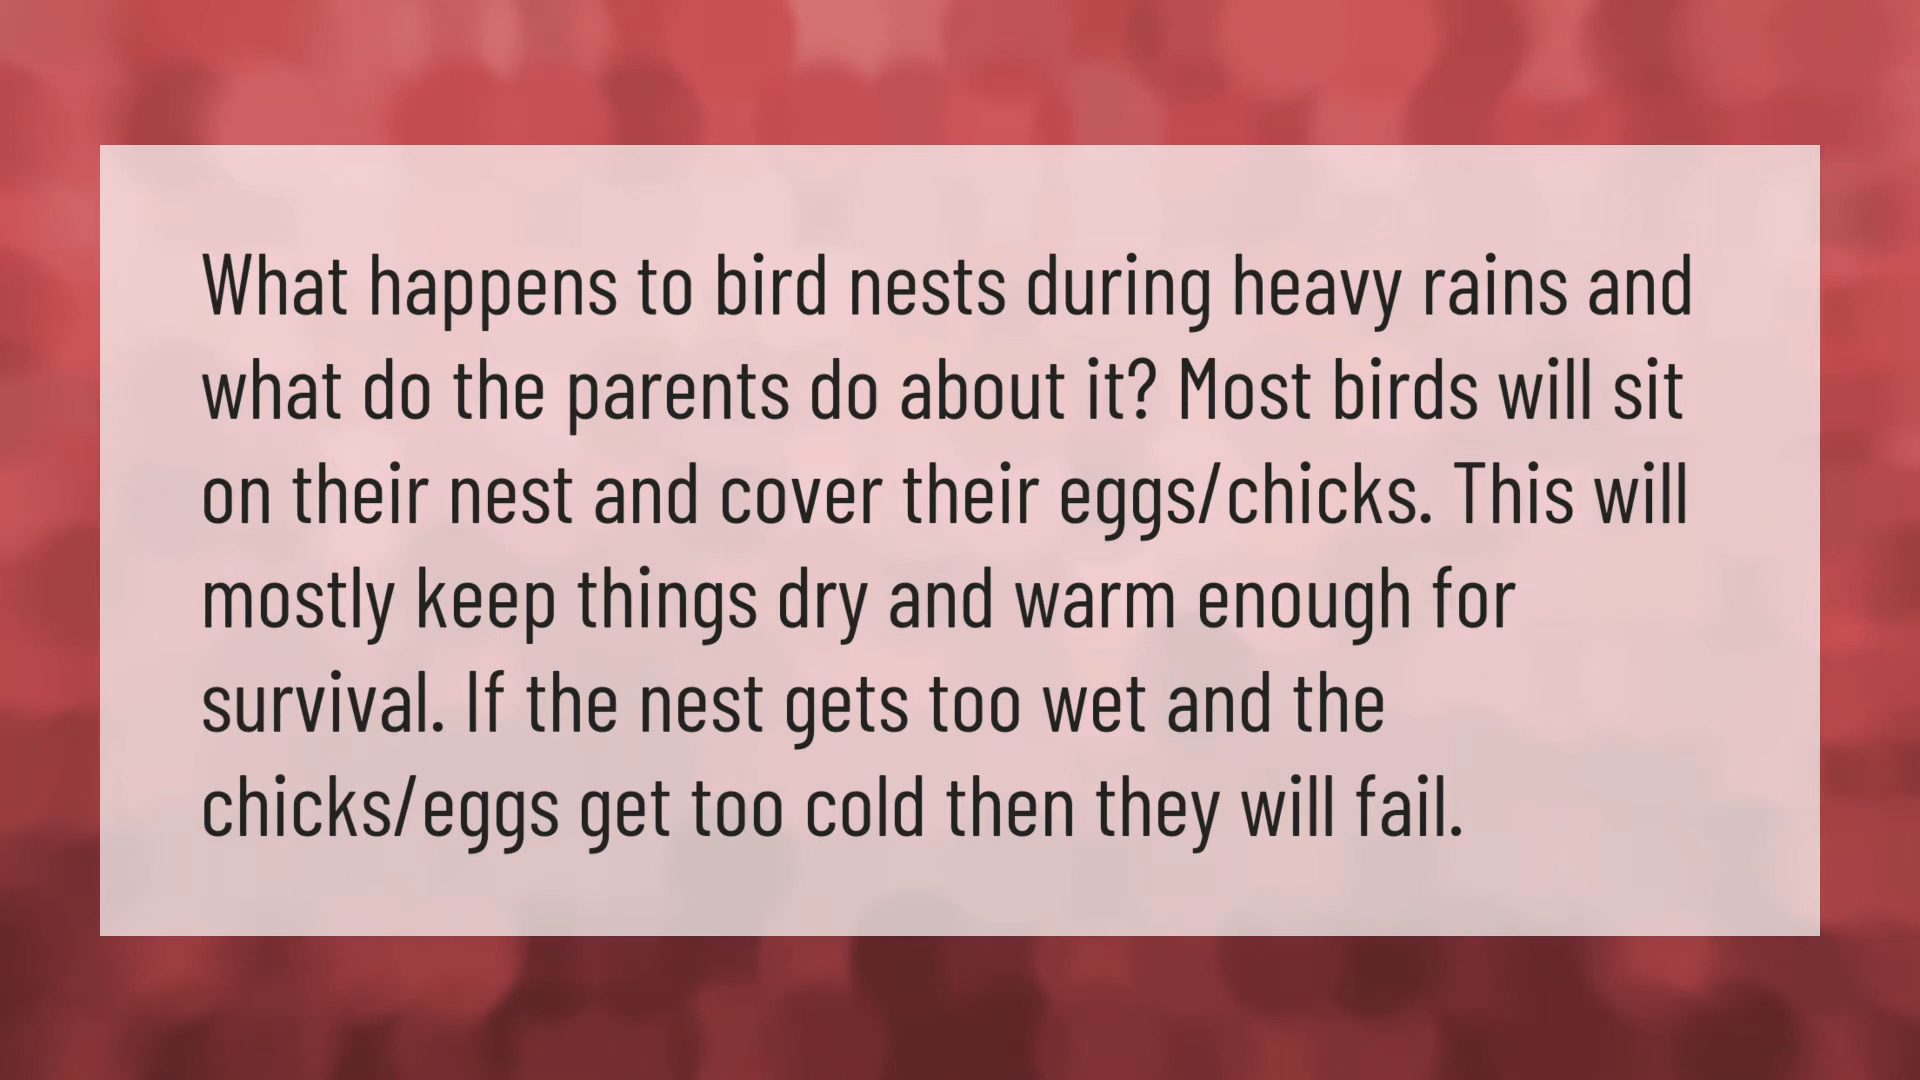 What happens to bird nests during heavy rains and
what do the parents do about it? Most birds will sit
on their nest and cover their eggs/chicks. This will
mostly keep things dry and warm enough for
survival. If the nest gets too wet and the
chicks/eggs get too cold then they will fail.